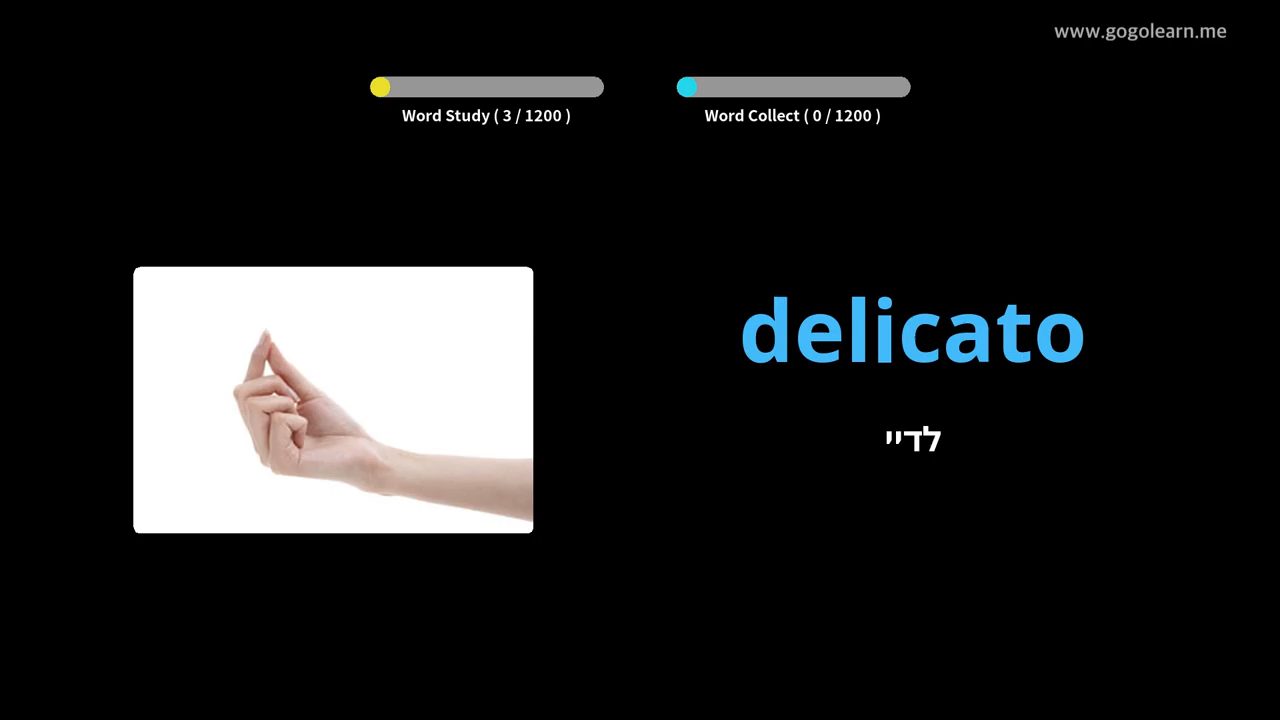 www.gogolearn.me
Word Study ( 3 / 1200 )
Word Collect ( 0 / 1200 )
delicato
לדיי